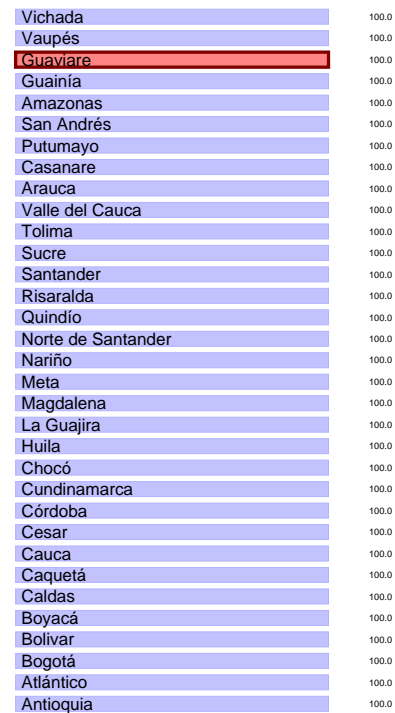 Vichada 100.0
Vaupés 100.0
Guaviare 100.0
Guainía 100.0
Amazonas 100.0
San Andrés 100.0
Putumayo 100.0
Casanare 100.0
Arauca 100.0
Valle del Cauca 100.0
Tolima 100.0
Sucre 100.0
Santander 100.0
Risaralda 100.0
Quindío 100.0
Norte de Santander 100.0
Nariño 100.0
Meta 100.0
Magdalena 100.0
La Guajira 100.0
Huila 100.0
Chocó 100.0
Cundinamarca 100.0
Córdoba 100.0
Cesar 100.0
Cauca 100.0
Caquetá 100.0
Caldas 100.0
Boyacá 100.0
Bolivar 100.0
Bogotá 100.0
Atlántico 100.0
Antioquia 100.0